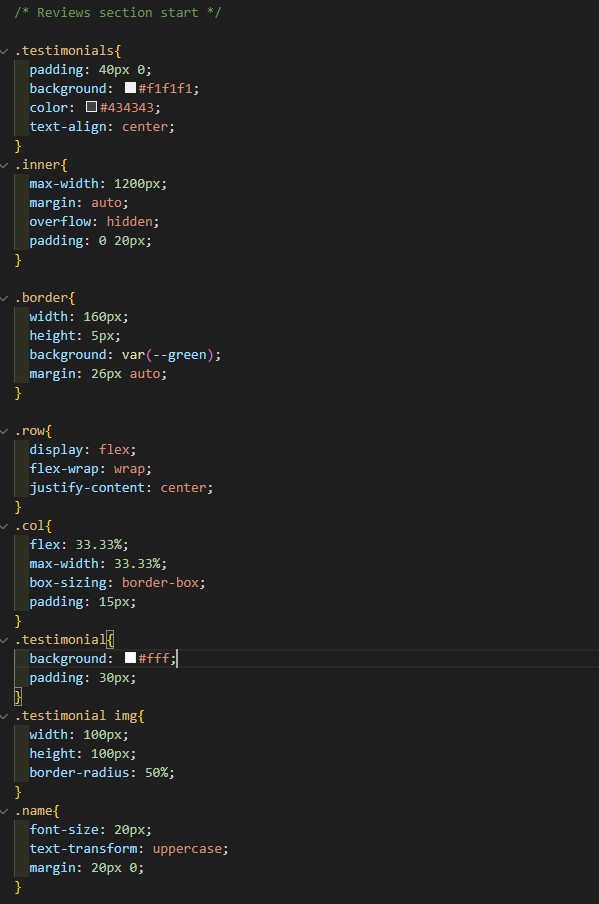 /* Reviews section start */
.testimonials{
padding: 40px 0;
background: #f1f1f1;
color: #434343;
text-align: center;
}
.inner{
max-width: 1200px;
margin: auto;
overflow: hidden;
padding: 0 20px;
}
.border{
width: 160px;
height: 5px;
background: var(--green);
margin: 26px auto;
}
.row{
display: flex;
flex-wrap: wrap;
justify-content: center;
}
.col{
flex: 33.33%;
max-width: 33.33%;
box-sizing: border-box;
padding: 15px;
}
.testimonial{
background: #fff;
padding: 30px;
}
.testimonial img{
width: 100px;
height: 100px;
border-radius: 50%;
}
.name{
font-size: 20px;
text-transform: uppercase;
margin: 20px 0;
}